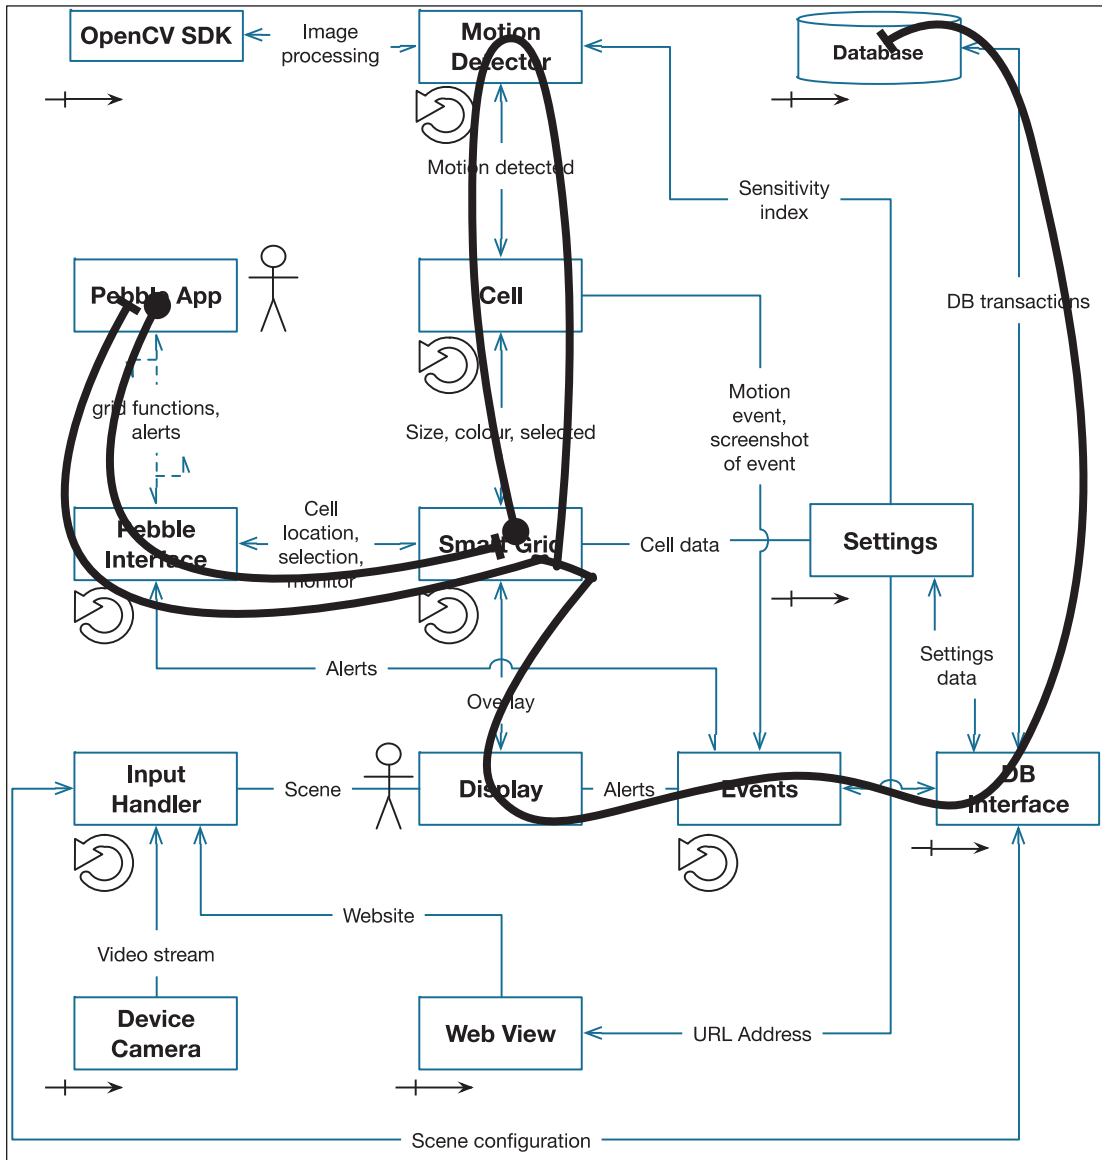 OpenCV SDK
Image
processing
Motion
Detector
Database
Motion detected
Sensitivity
index
Pebble App
Cell
DB transactions
grid functions,
alerts
Size, colour, selected
Motion
event,
screenshot
of event
Pebble
Interface
Cell
location,
selection,
monitor
Smart Grid
Cell data
Settings
Alerts
Settings
data
Overlay
Input
Handler
Scene
Display
Alerts
Events
DB
Interface
Website
Video stream
Device
Camera
Web View
URL Address
Scene configuration